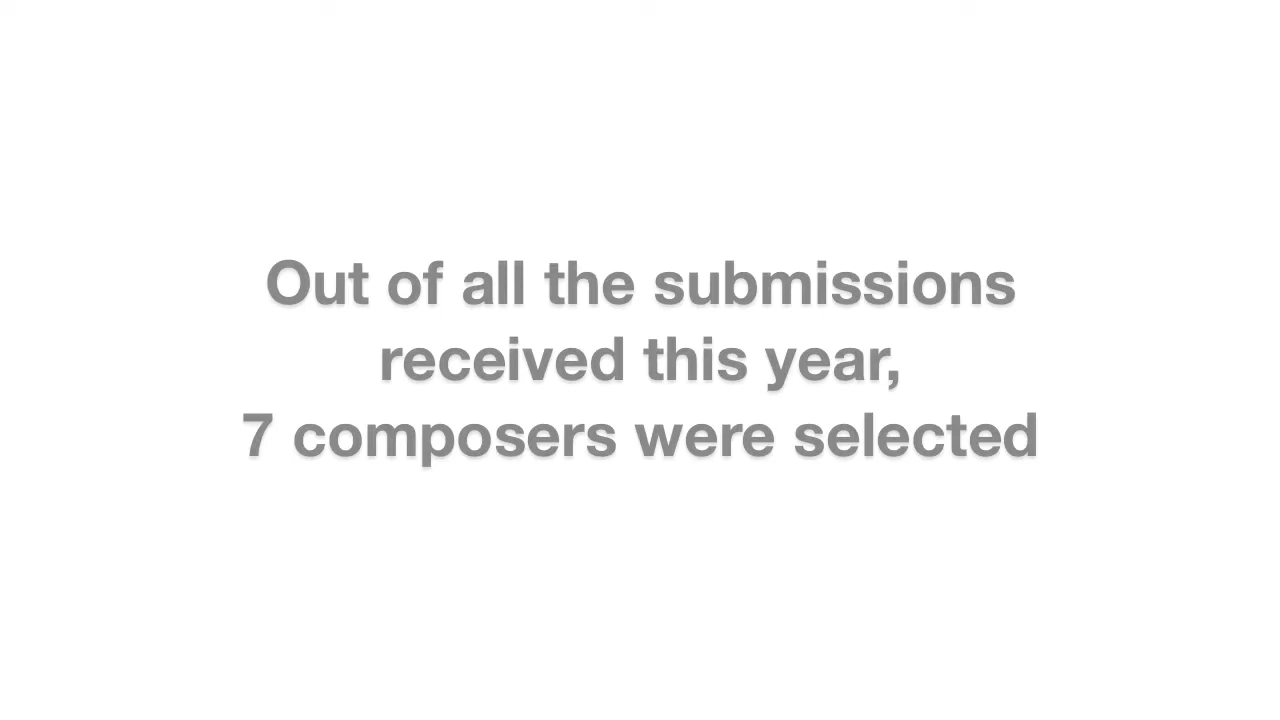 Out of all the submissions
received this year,
7 composers were selected